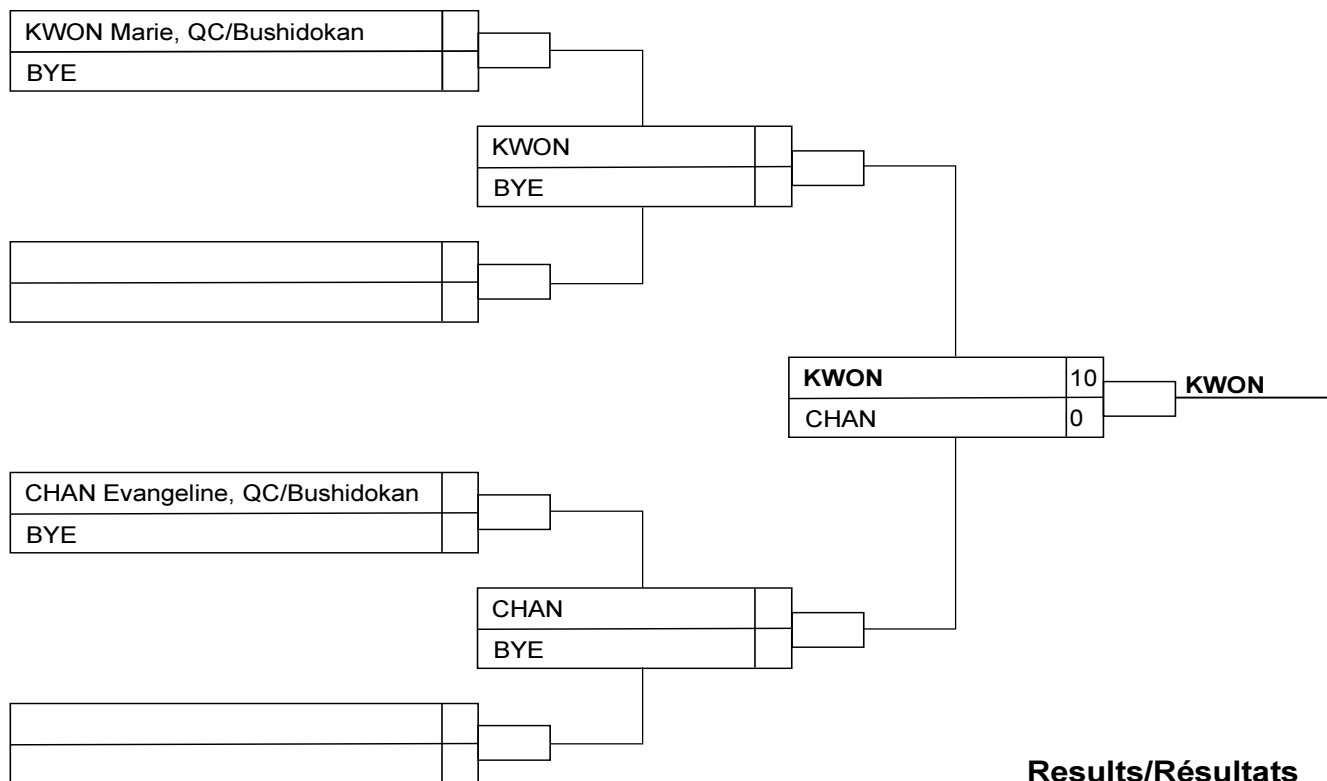 KWON Marie, QC/Bushidokan
BYE
KWON
BYE
KWON 10
CHAN 0
KWON
CHAN Evangeline, QC/Bushidokan
BYE
CHAN
BYE
Results/Résultats